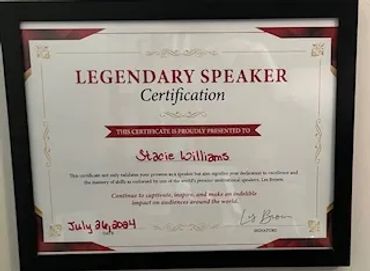 LEGENDARY SPEAKER
Certification
THIS CERTIFICATE IS PROUDLY PRESENTED TO
Stacie Williams
This certificate not only validates your prowess as a speaker but also signifies your dedication to excellence and
the mastery of skills as endorsed by one of the world's premier motivational speakers, Les Brown.
Continue to captivate, inspire, and make an indelible
impact on audiences around the world.
July 26, 2024
Les Brown
DATE
SIGNATURE